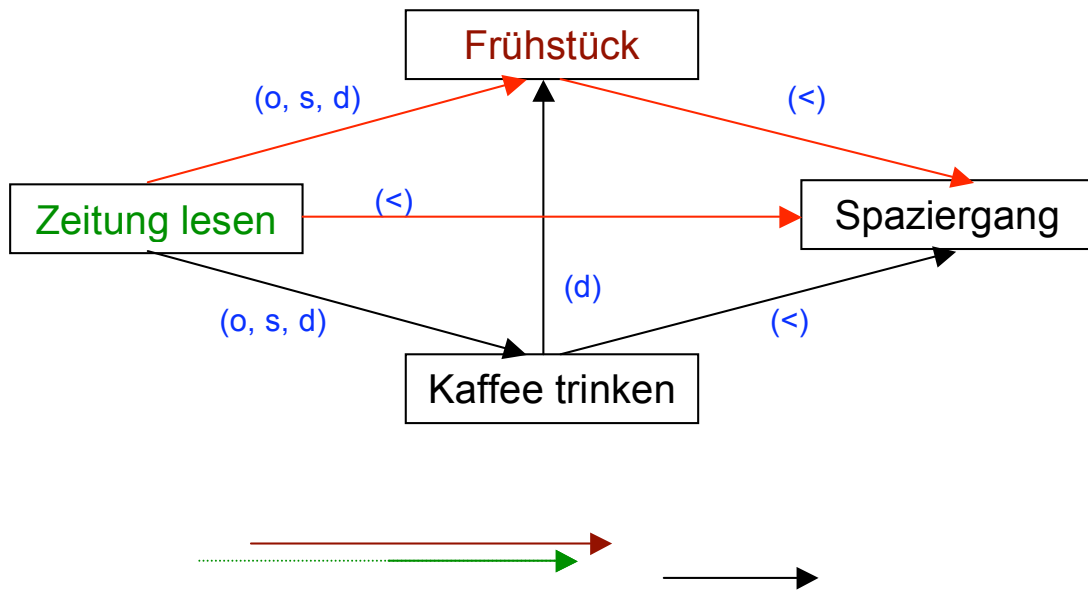 Frühstück
(o, s, d)
(<)
Zeitung lesen
(<)
Spaziergang
(o, s, d)
(d)
(<)
Kaffee trinken